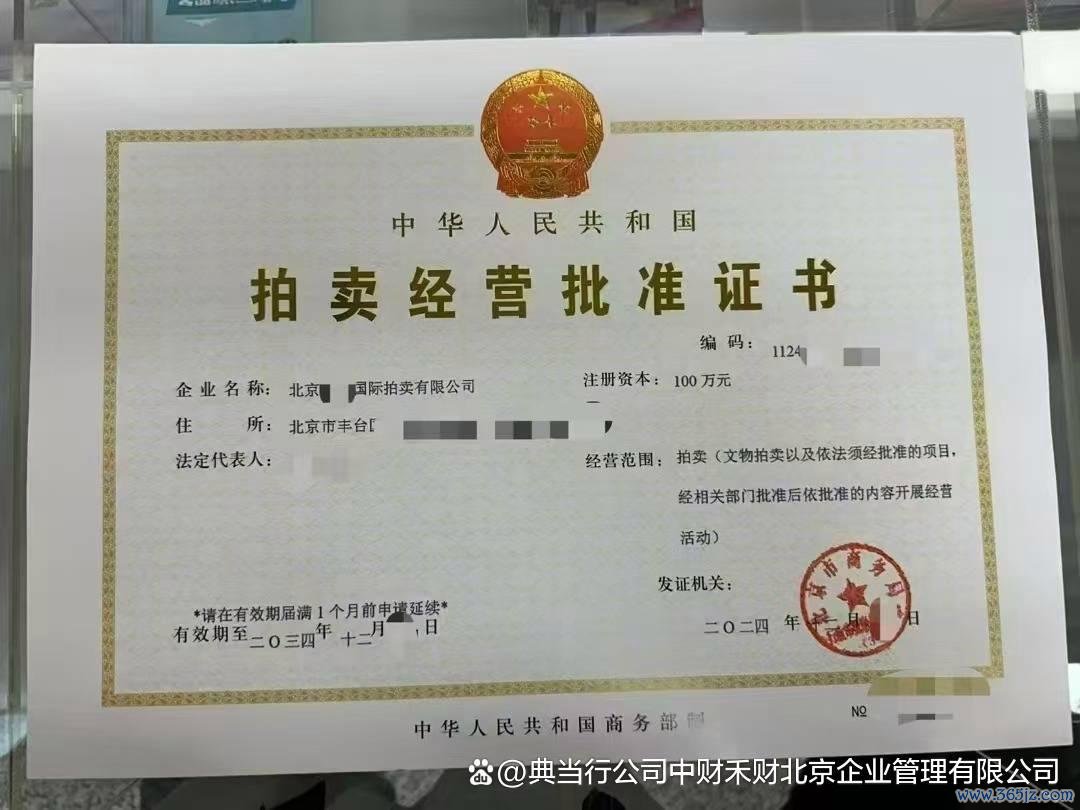 中华人民共和国
拍卖经营批准证书
编码： 1124
企业名称： 北京 国际拍卖有限公司
注册资本： 100万元
住 所： 北京市丰台
法定代表人：
经营范围： 拍卖（文物拍卖以及依法须经批准的项目，
经相关部门批准后依批准的内容开展经营
活动）
发证机关：
北京市商务局
二〇二四 年 月 日
*请在有效期届满1个月前申请延续*
有效期至二〇三四年十二月 日
中华人民共和国商务部制
№
@典当行公司中财禾财北京企业管理有限公司
www.365jz.com